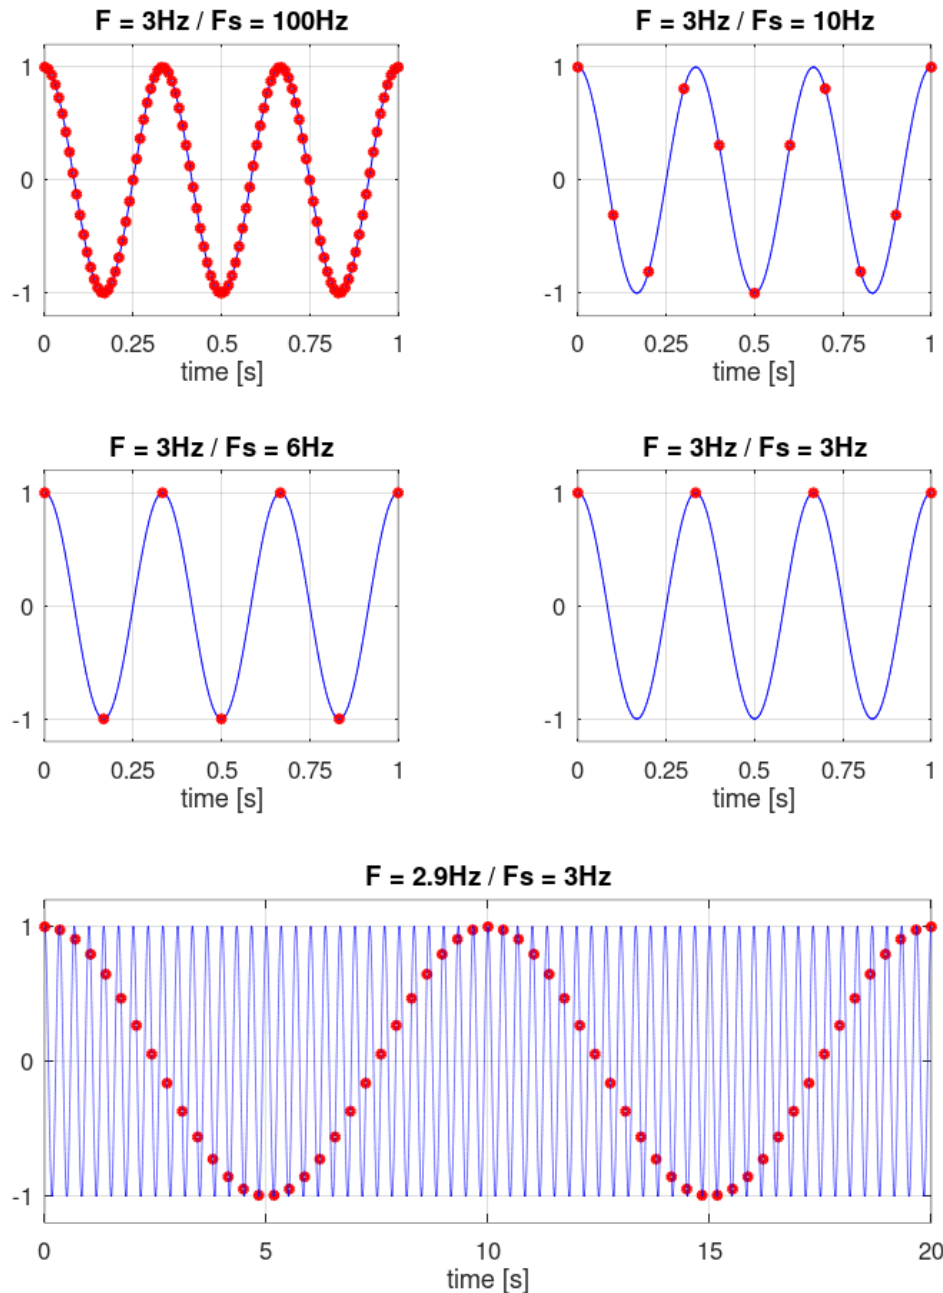 F = 3Hz / Fs = 100Hz
1
0
-1
0 0.25 0.5 0.75 1
time [s]
F = 3Hz / Fs = 10Hz
1
0
-1
0 0.25 0.5 0.75 1
time [s]
F = 3Hz / Fs = 6Hz
1
0
-1
0 0.25 0.5 0.75 1
time [s]
F = 3Hz / Fs = 3Hz
1
0
-1
0 0.25 0.5 0.75 1
time [s]
F = 2.9Hz / Fs = 3Hz
1
0
-1
0 5 10 15 20
time [s]